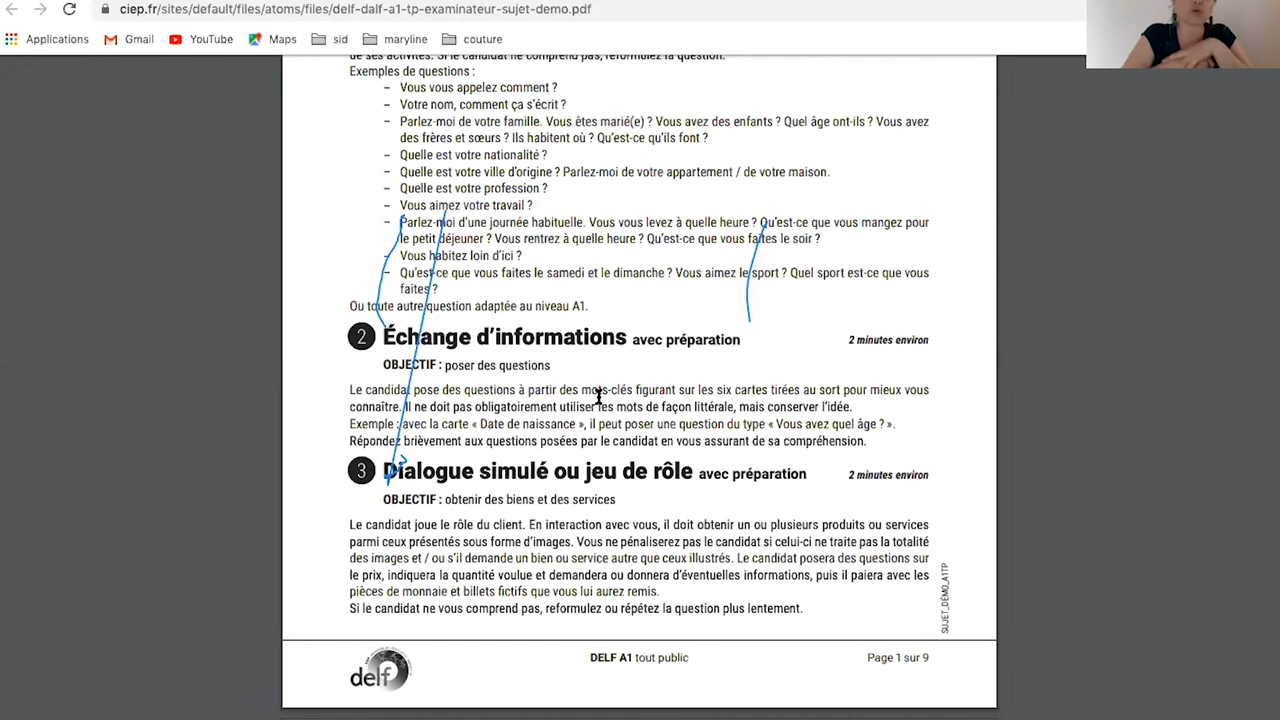 ciep.fr/sites/default/files/atoms/files/delf-dalf-a1-tp-examinateur-sujet-demo.pdf
Applications Gmail YouTube Maps sid maryline couture
de ses activités. Si le candidat ne comprend pas, reformulez la question.
Exemples de questions :
– Vous vous appelez comment ?
– Votre nom, comment ça s'écrit ?
– Parlez-moi de votre famille. Vous êtes marié(e) ? Vous avez des enfants ? Quel âge ont-ils ? Vous avez
des frères et sœurs ? Ils habitent où ? Qu'est-ce qu'ils font ?
– Quelle est votre nationalité ?
– Quelle est votre ville d'origine ? Parlez-moi de votre appartement / de votre maison.
– Quelle est votre profession ?
– Vous aimez votre travail ?
– Parlez-moi d'une journée habituelle. Vous vous levez à quelle heure ? Qu'est-ce que vous mangez pour
le petit déjeuner ? Vous rentrez à quelle heure ? Qu'est-ce que vous faites le soir ?
– Vous habitez loin d'ici ?
– Qu'est-ce que vous faites le samedi et le dimanche ? Vous aimez le sport ? Quel sport est-ce que vous
faites ?
Ou toute autre question adaptée au niveau A1.
2 Échange d'informations avec préparation 2 minutes environ
OBJECTIF : poser des questions
Le candidat pose des questions à partir des mots-clés figurant sur les six cartes tirées au sort pour mieux vous
connaître. Il ne doit pas obligatoirement utiliser les mots de façon littérale, mais conserver l'idée.
Exemple : avec la carte « Date de naissance », il peut poser une question du type « Vous avez quel âge ? ».
Répondez brièvement aux questions posées par le candidat en vous assurant de sa compréhension.
3 Dialogue simulé ou jeu de rôle avec préparation 2 minutes environ
OBJECTIF : obtenir des biens et des services
Le candidat joue le rôle du client. En interaction avec vous, il doit obtenir un ou plusieurs produits ou services
parmi ceux présentés sous forme d'images. Vous ne pénaliserez pas le candidat si celui-ci ne traite pas la totalité
des images et / ou s'il demande un bien ou service autre que ceux illustrés. Le candidat posera des questions sur
le prix, indiquera la quantité voulue et demandera ou donnera d'éventuelles informations, puis il paiera avec les
pièces de monnaie et billets fictifs que vous lui aurez remis.
Si le candidat ne vous comprend pas, reformulez ou répétez la question plus lentement.
SUJET_DÉMO_A1TP
delf DELF A1 tout public Page 1 sur 9